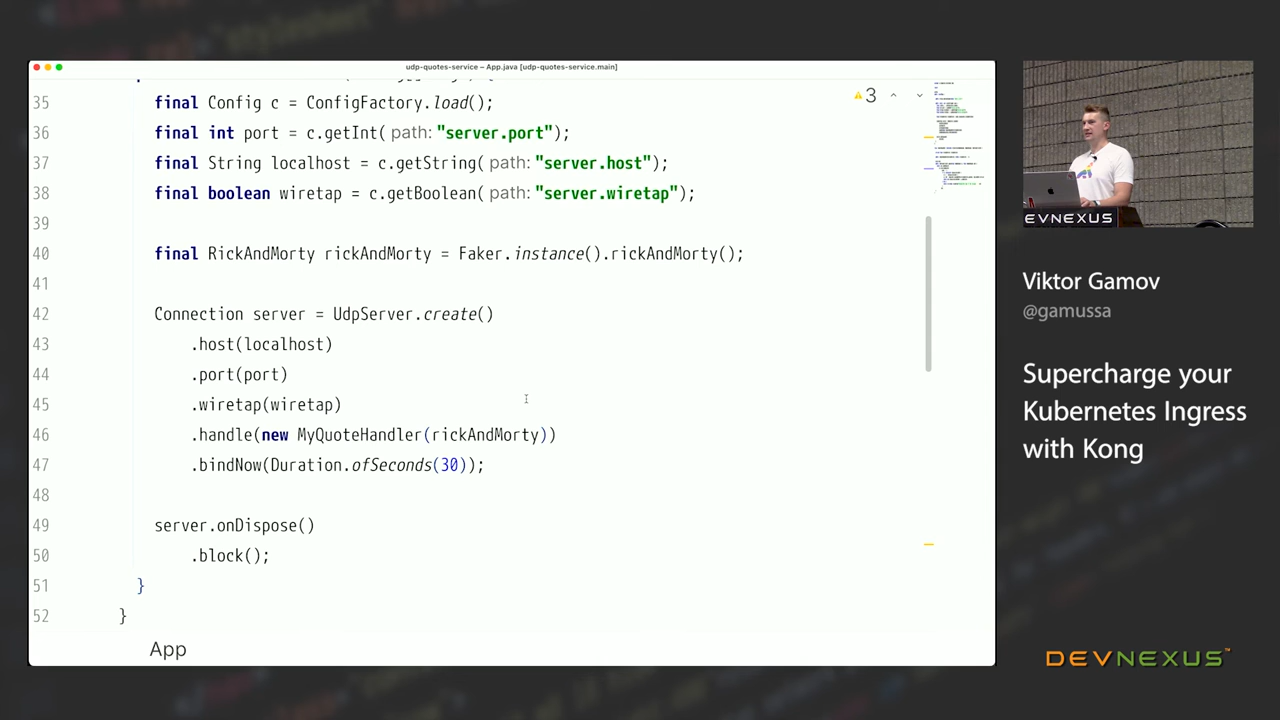 udp-quotes-service – App.java [udp-quotes-service.main]
35 final Config c = ConfigFactory.load();
36 final int port = c.getInt( path: "server.port");
37 final String localhost = c.getString( path: "server.host");
38 final boolean wiretap = c.getBoolean( path: "server.wiretap");
39
40 final RickAndMorty rickAndMorty = Faker.instance().rickAndMorty();
41
42 Connection server = UdpServer.create()
43 .host(localhost)
44 .port(port)
45 .wiretap(wiretap)
46 .handle(new MyQuoteHandler(rickAndMorty))
47 .bindNow(Duration.ofSeconds(30));
48
49 server.onDispose()
50 .block();
51 }
52 }
App
3
EVNEXUS
Viktor Gamov
@gamussa
Supercharge your
Kubernetes Ingress
with Kong
DEVNEXUS™